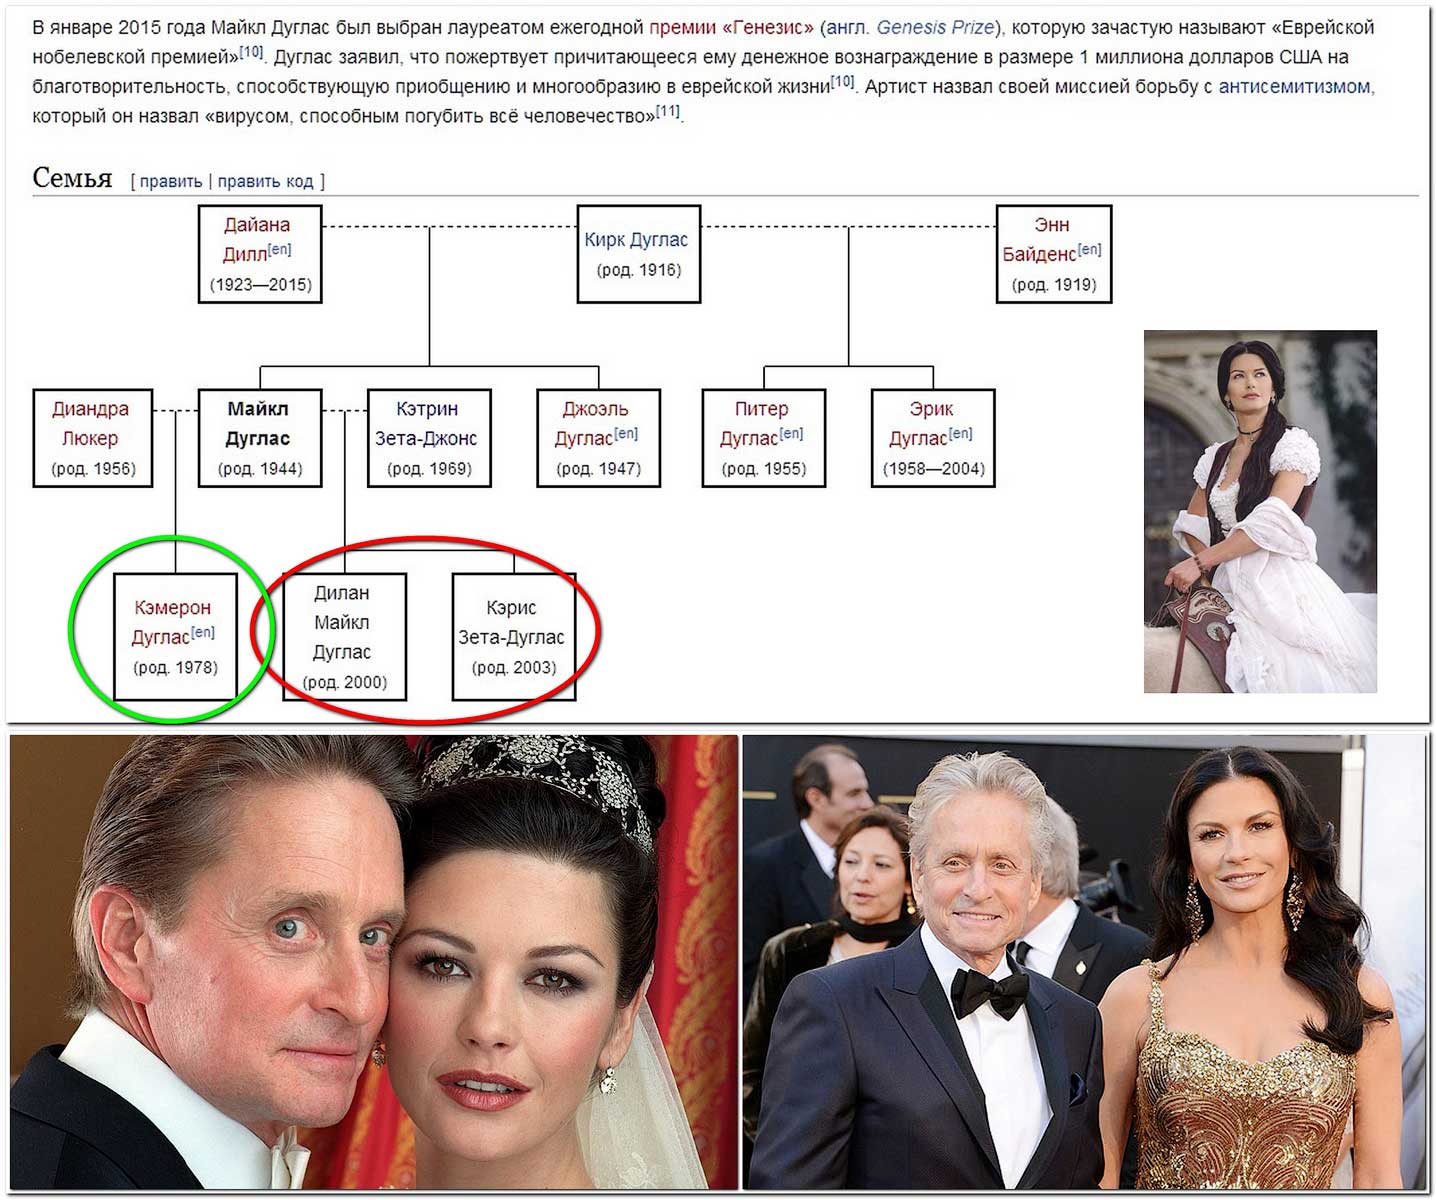 В январе 2015 года Майкл Дуглас был выбран лауреатом ежегодной премии «Генезис» (англ. Genesis Prize), которую зачастую называют «Еврейской
нобелевской премией»[10]. Дуглас заявил, что пожертвует причитающееся ему денежное вознаграждение в размере 1 миллиона долларов США на
благотворительность, способствующую приобщению и многообразию в еврейской жизни[10]. Артист назвал своей миссией борьбу с антисемитизмом,
который он назвал «вирусом, способным погубить всё человечество»[11].
Семья [ править | править код ]
Дайана
Дилл[en]
(1923—2015)
Кирк Дуглас
(род. 1916)
Энн
Байденс[en]
(род. 1919)
Диандра
Люкер
(род. 1956)
Майкл
Дуглас
(род. 1944)
Кэтрин
Зета-Джонс
(род. 1969)
Джоэль
Дуглас[en]
(род. 1947)
Питер
Дуглас[en]
(род. 1955)
Эрик
Дуглас[en]
(1958—2004)
Кэмерон
Дуглас[en]
(род. 1978)
Дилан
Майкл
Дуглас
(род. 2000)
Кэрис
Зета-Дуглас
(род. 2003)